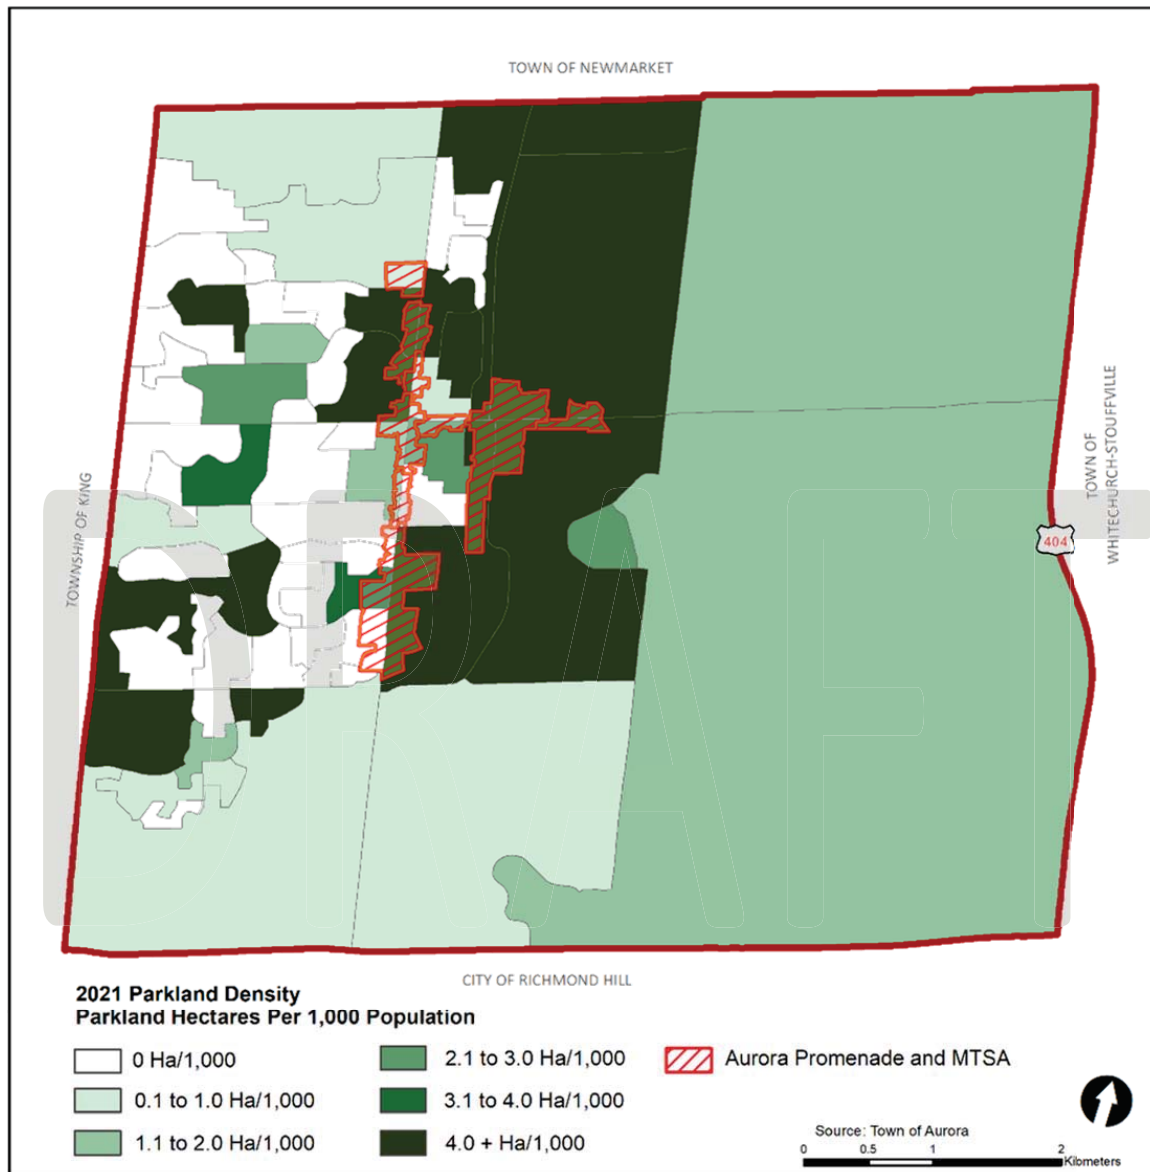 TOWN OF NEWMARKET
TOWNSHIP OF KING
TOWN OF
WHITECHURCH-STOUFFVILLE
404
DRAFT
CITY OF RICHMOND HILL
2021 Parkland Density
Parkland Hectares Per 1,000 Population
0 Ha/1,000
0.1 to 1.0 Ha/1,000
1.1 to 2.0 Ha/1,000
2.1 to 3.0 Ha/1,000
3.1 to 4.0 Ha/1,000
4.0 + Ha/1,000
Aurora Promenade and MTSA
Source: Town of Aurora
0 0.5 1 2
Kilometers